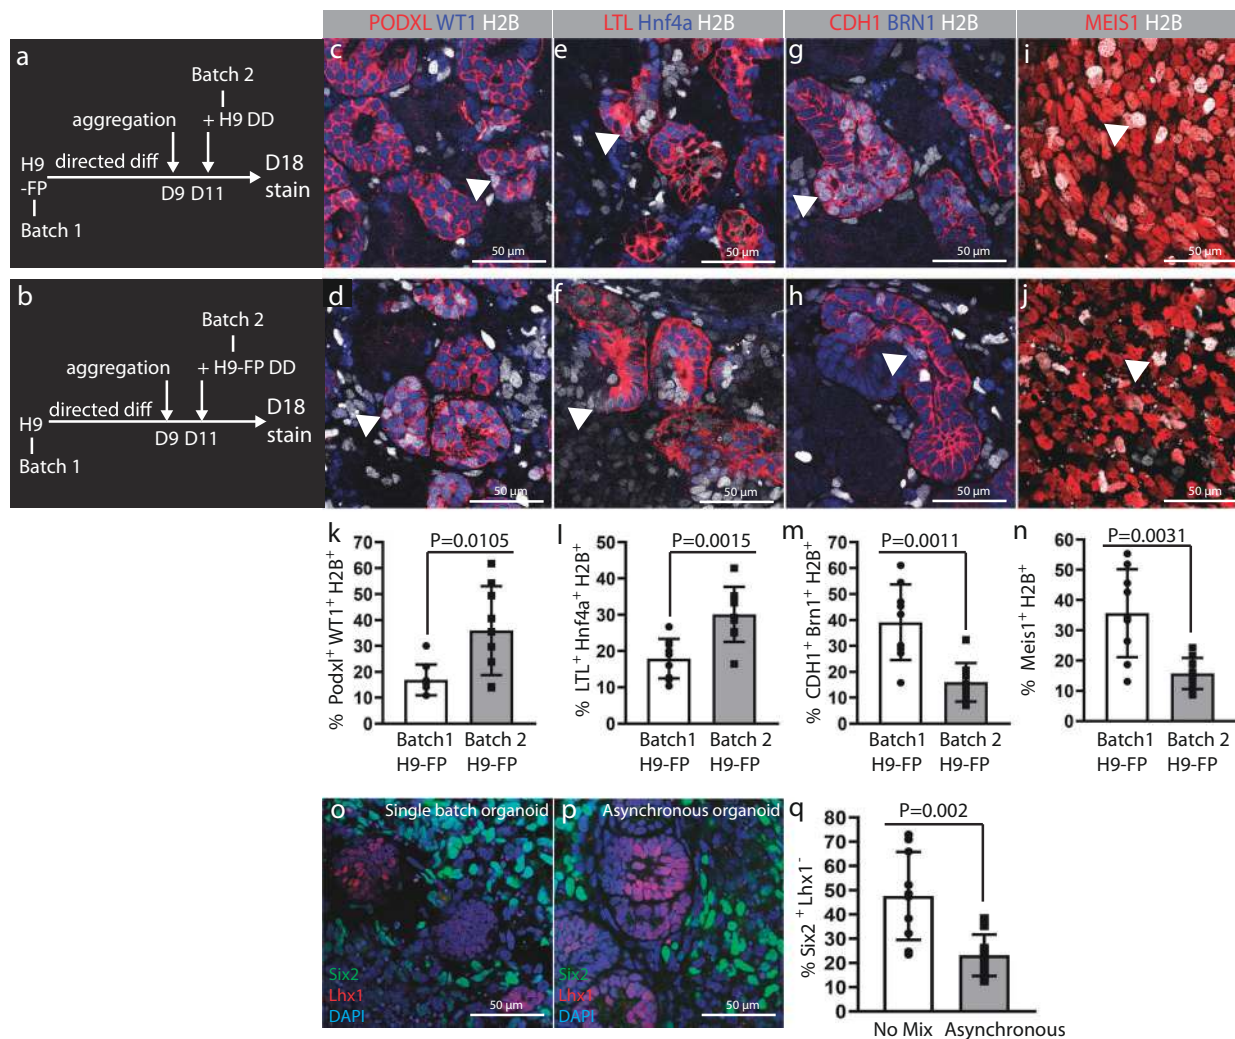 PODXL WT1 H2B
LTL Hnf4a H2B
CDH1 BRN1 H2B
MEIS1 H2B
a
Batch 2
aggregation
+ H9 DD
H9
-FP
directed diff
D18
stain
D9 D11
Batch 1
c
50 µm
e
50 µm
g
50 µm
i
50 µm
b
Batch 2
aggregation
+ H9-FP DD
H9
directed diff
D18
stain
D9 D11
Batch 1
d
50 µm
f
50 µm
h
50 µm
j
50 µm
k
P=0.0105
% Podxl+ WT1+ H2B+
70
60
50
40
30
20
10
0
Batch1
H9-FP
Batch 2
H9-FP
l
P=0.0015
% LTL+ Hnf4a+ H2B+
50
40
30
20
10
0
Batch1
H9-FP
Batch 2
H9-FP
m
P=0.0011
% CDH1+ Brn1+ H2B+
70
60
50
40
30
20
10
0
Batch1
H9-FP
Batch 2
H9-FP
n
P=0.0031
% Meis1+ H2B+
60
50
40
30
20
10
0
Batch1
H9-FP
Batch 2
H9-FP
o
Single batch organoid
Six2
Lhx1
DAPI
50 µm
p
Asynchronous organoid
Six2
Lhx1
DAPI
50 µm
q
P=0.002
% Six2+ Lhx1-
80
70
60
50
40
30
20
10
0
No Mix
Asynchronous